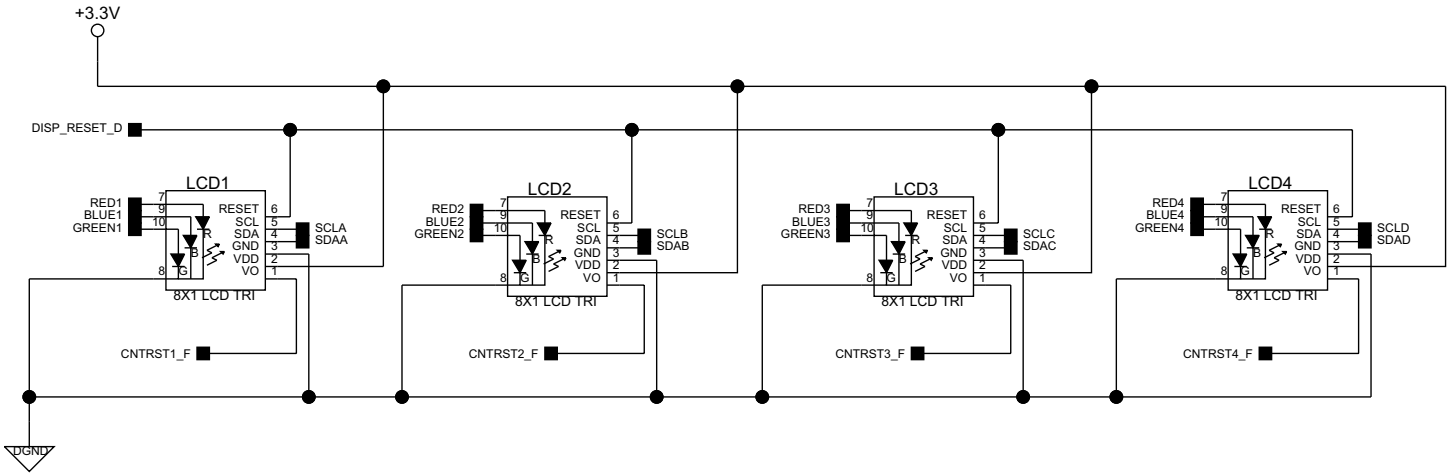 +3.3V
DISP_RESET_D
LCD1
RED1
BLUE1
GREEN1
7
9
10
8
R
B
G
RESET
SCL
SDA
GND
VDD
VO
6
5
4
3
2
1
SCLA
SDAA
8X1 LCD TRI
CNTRST1_F
LCD2
RED2
BLUE2
GREEN2
7
9
10
8
R
B
G
RESET
SCL
SDA
GND
VDD
VO
6
5
4
3
2
1
SCLB
SDAB
8X1 LCD TRI
CNTRST2_F
LCD3
RED3
BLUE3
GREEN3
7
9
10
8
R
B
G
RESET
SCL
SDA
GND
VDD
VO
6
5
4
3
2
1
SCLC
SDAC
8X1 LCD TRI
CNTRST3_F
LCD4
RED4
BLUE4
GREEN4
7
9
10
8
R
B
G
RESET
SCL
SDA
GND
VDD
VO
6
5
4
3
2
1
SCLD
SDAD
8X1 LCD TRI
CNTRST4_F
DGND